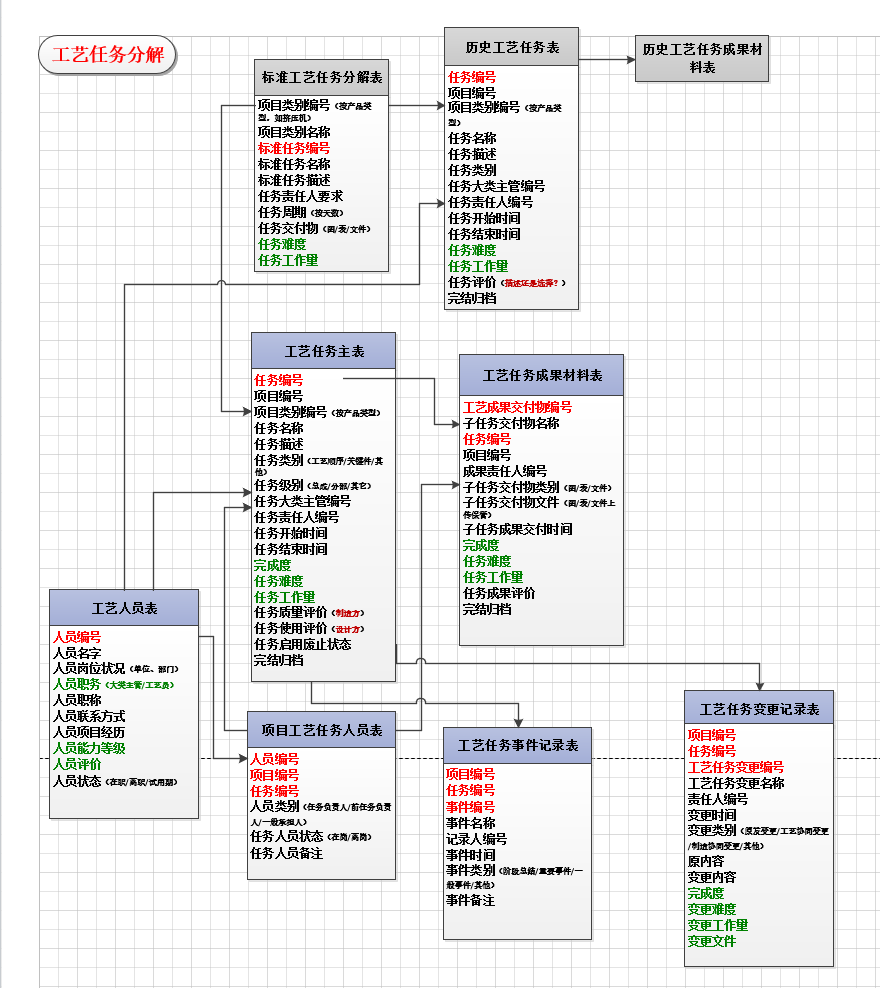 工艺任务分解
标准工艺任务分解表
项目类别编号（按产品类
型，如挤压机）
项目类别名称
标准任务编号
标准任务名称
标准任务描述
任务责任人要求
任务周期（按天数）
任务交付物（图/表/文件）
任务难度
任务工作量
历史工艺任务表
任务编号
项目编号
项目类别编号（按产品类
型）
任务名称
任务描述
任务类别
任务大类主管编号
任务责任人编号
任务开始时间
任务结束时间
任务难度
任务工作量
任务评价（描述还是选择？）
完结归档
历史工艺任务成果材
料表
工艺任务主表
任务编号
项目编号
项目类别编号（按产品类型）
任务名称
任务描述
任务类别（工艺顺序/关键件/其
他）
任务级别（总成/分部/其它）
任务大类主管编号
任务责任人编号
任务开始时间
任务结束时间
完成度
任务难度
任务工作量
任务质量评价（制造方）
任务使用评价（设计方）
任务启用废止状态
完结归档
工艺任务成果材料表
工艺成果交付物编号
子任务交付物名称
任务编号
项目编号
成果责任人编号
子任务交付物类别（图/表/文件）
子任务交付物文件（图/表/文件上
传保管）
子任务成果交付时间
完成度
任务难度
任务工作量
任务成果评价
完结归档
工艺人员表
人员编号
人员名字
人员岗位状况（单位、部门）
人员职务（大类主管/工艺员）
人员职称
人员联系方式
人员项目经历
人员能力等级
人员评价
人员状态（在职/离职/试用期）
项目工艺任务人员表
人员编号
项目编号
任务编号
人员类别（任务负责人/前任务负责
人/一般承担人）
任务人员状态（在岗/离岗）
任务人员备注
工艺任务事件记录表
项目编号
任务编号
事件编号
事件名称
记录人编号
事件时间
事件类别（阶段总结/重要事件/一
般事件/其他）
事件备注
工艺任务变更记录表
项目编号
任务编号
工艺任务变更编号
工艺任务变更名称
责任人编号
变更时间
变更类别（原发变更/工艺协同变更
/制造协同变更/其他）
原内容
变更内容
完成度
变更难度
变更工作量
变更文件